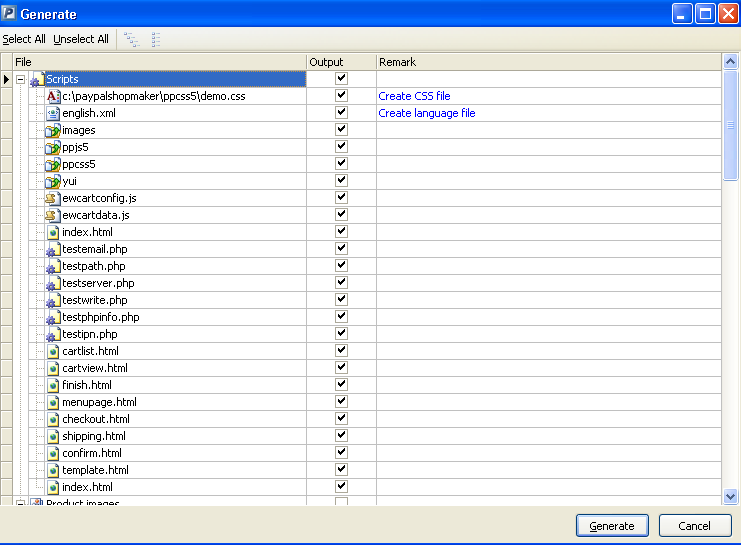 Generate
Select All Unselect All
File Output Remark
Scripts
c:\paypalshopmaker\ppcss5\demo.css Create CSS file
english.xml Create language file
images
ppjs5
ppcss5
yui
ewcartconfig.js
ewcartdata.js
index.html
testemail.php
testpath.php
testserver.php
testwrite.php
testphpinfo.php
testipn.php
cartlist.html
cartview.html
finish.html
menupage.html
checkout.html
shipping.html
confirm.html
template.html
index.html
Product images
Generate Cancel